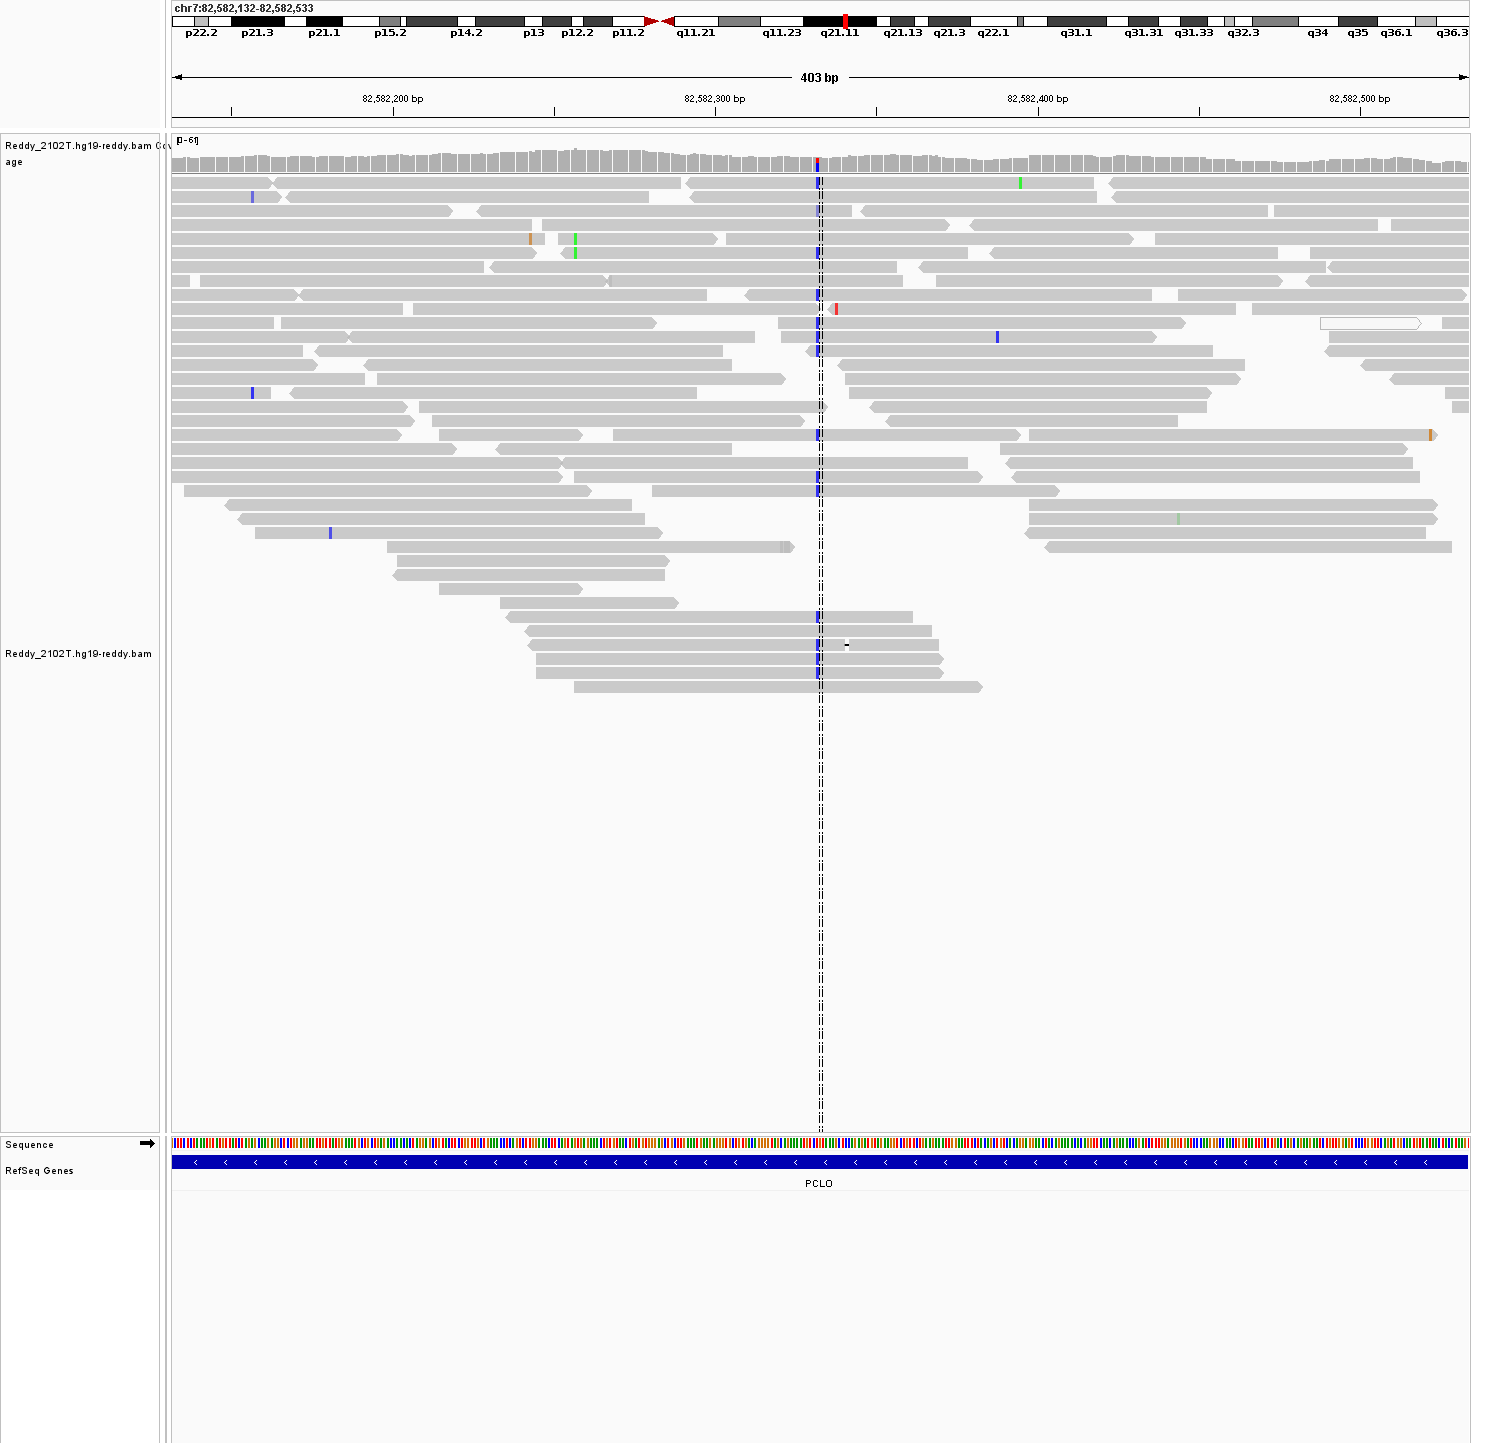 chr7:82,582,132-82,582,533
p22.2 p21.3 p21.1 p15.2 p14.2 p13 p12.2 p11.2 q11.21 q11.23 q21.11 q21.13 q21.3 q22.1 q31.1 q31.31 q31.33 q32.3 q34 q35 q36.1 q36.3
403 bp
82,582,200 bp 82,582,300 bp 82,582,400 bp 82,582,500 bp
Reddy_2102T.hg19-reddy.bam Cov
age
[0-61]
Reddy_2102T.hg19-reddy.bam
Sequence
RefSeq Genes
PCLO